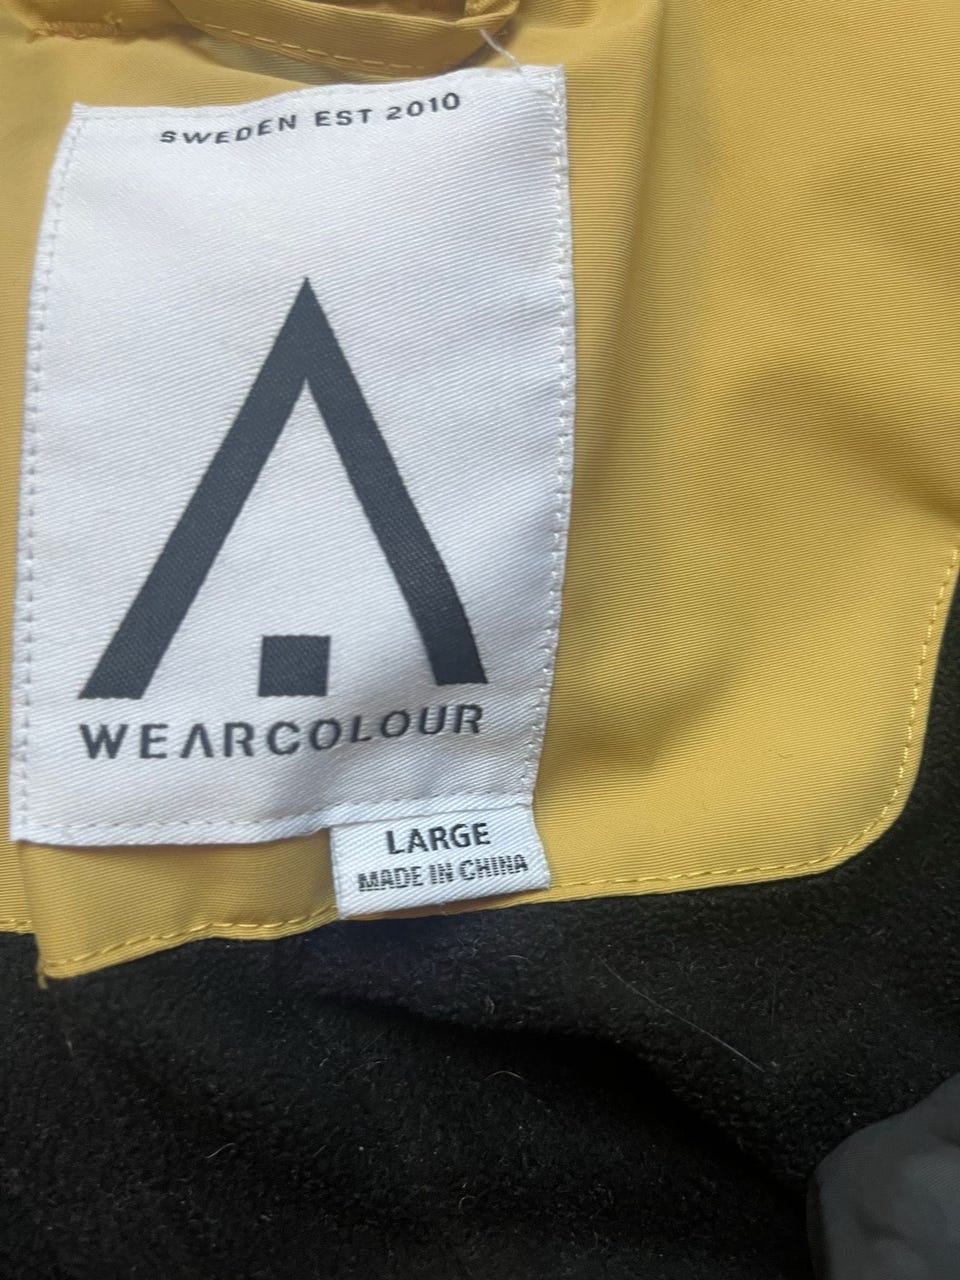 SWEDEN EST 2010
WEARCOLOUR
LARGE
MADE IN CHINA